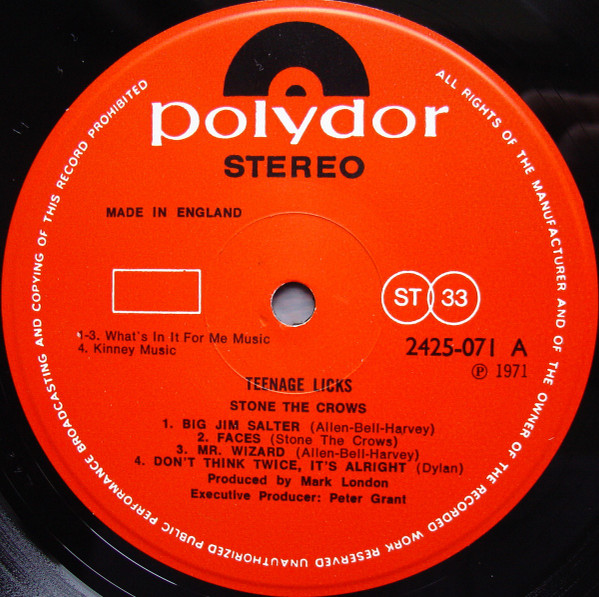 polydor
STEREO
MADE IN ENGLAND
ST 33
1-3. What's In It For Me Music
4. Kinney Music
2425-071 A
℗ 1971
TEENAGE LICKS
STONE THE CROWS
1. BIG JIM SALTER (Allen-Bell-Harvey)
2. FACES (Stone The Crows)
3. MR. WIZARD (Allen-Bell-Harvey)
4. DON'T THINK TWICE, IT'S ALRIGHT (Dylan)
Produced by Mark London
Executive Producer: Peter Grant
ALL RIGHTS OF THE MANUFACTURER AND OF THE OWNER OF THE RECORDED WORK RESERVED UNAUTHORIZED PUBLIC PERFORMANCE BROADCASTING AND COPYING OF THIS RECORD PROHIBITED